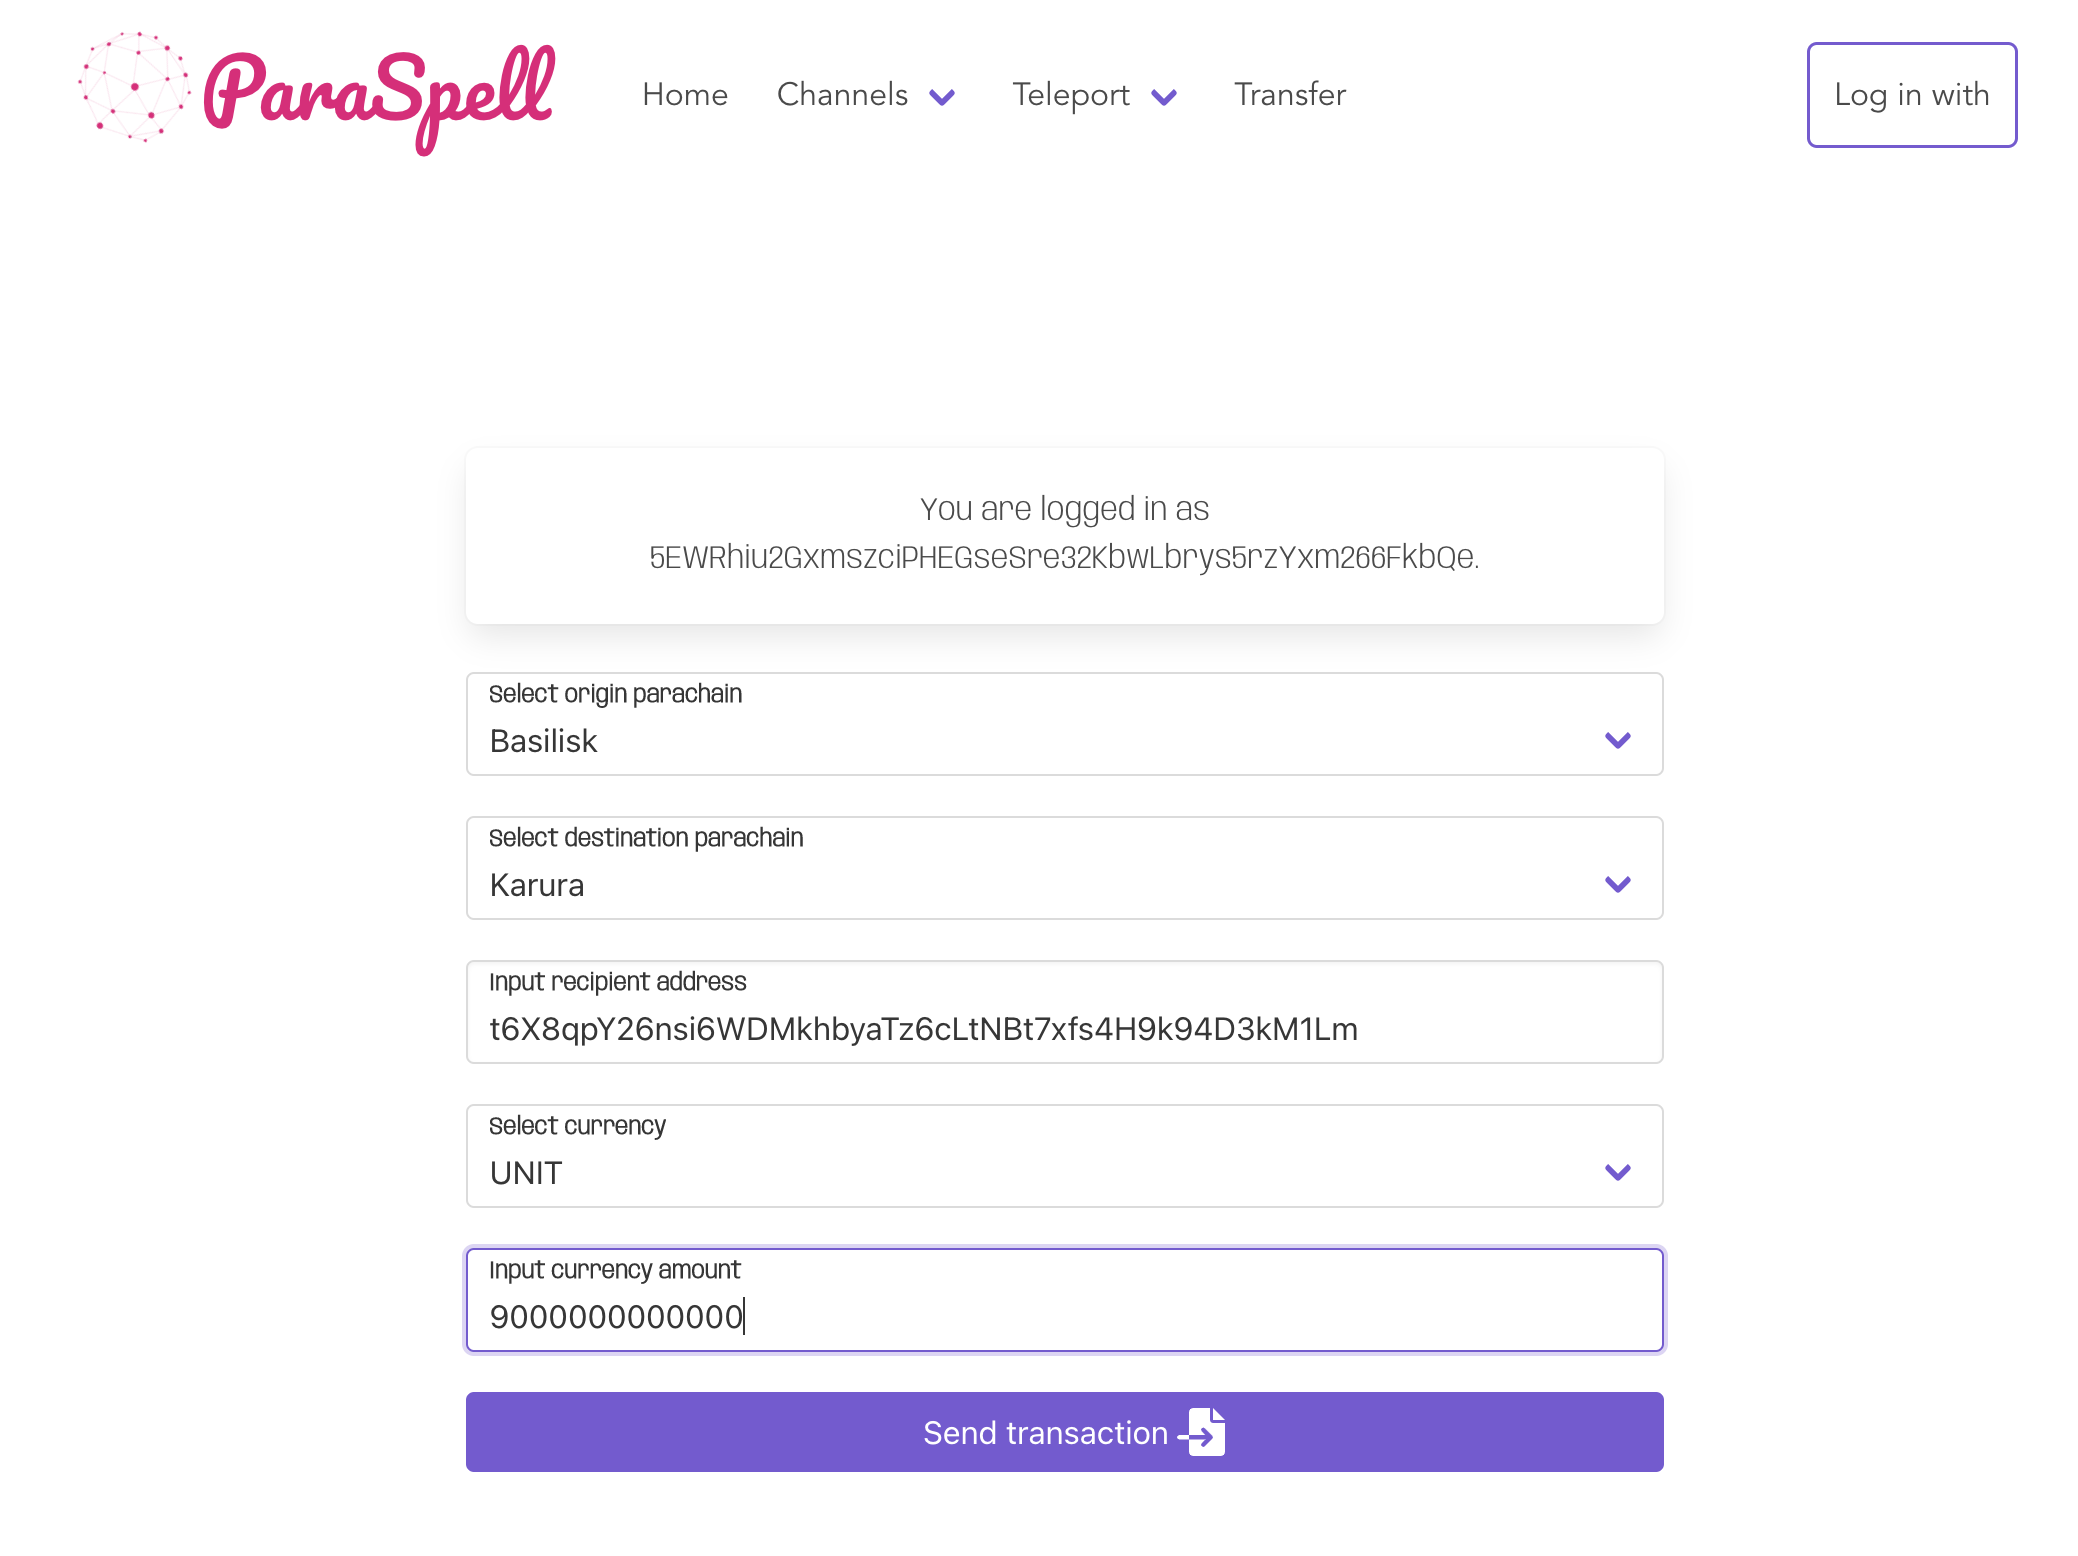 ParaSpell
Home Channels Teleport Transfer
Log in with
You are logged in as
5EWRhiu2GxmszciPHEGseSre32KbwLbrys5rzYxm266FkbQe.
Select origin parachain
Basilisk
Select destination parachain
Karura
Input recipient address
t6X8qpY26nsi6WDMkhbyaTz6cLtNBt7xfs4H9k94D3kM1Lm
Select currency
UNIT
Input currency amount
9000000000000
Send transaction